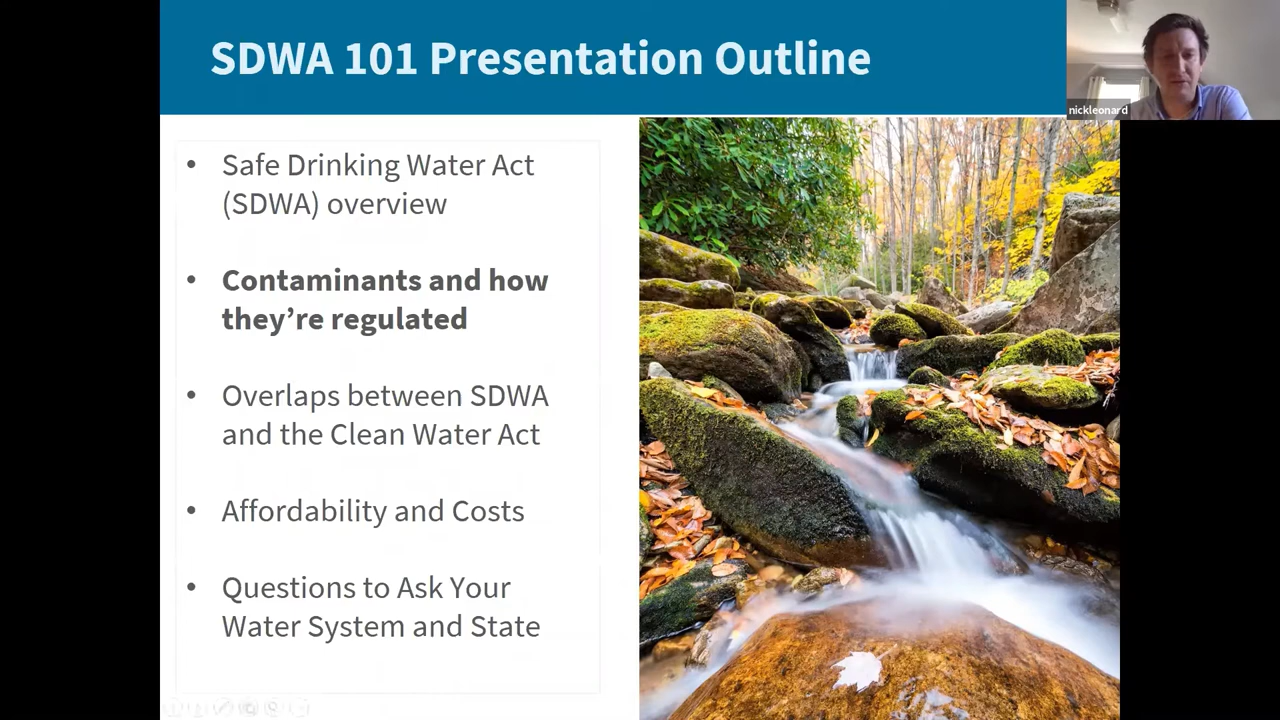 SDWA 101 Presentation Outline
nickleonard
• Safe Drinking Water Act
(SDWA) overview
• Contaminants and how
they’re regulated
• Overlaps between SDWA
and the Clean Water Act
• Affordability and Costs
• Questions to Ask Your
Water System and State